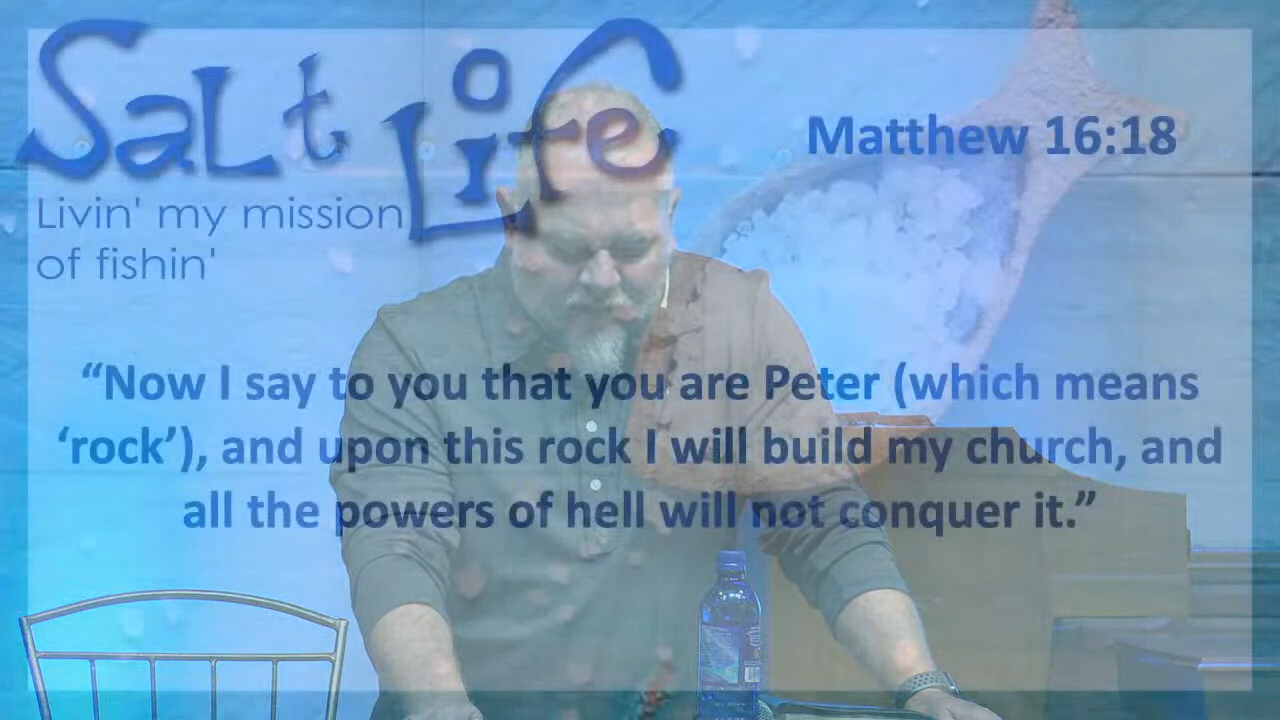 Salt Life
Livin' my mission
of fishin'
Matthew 16:18
“Now I say to you that you are Peter (which means
‘rock’), and upon this rock I will build my church, and
all the powers of hell will not conquer it.”